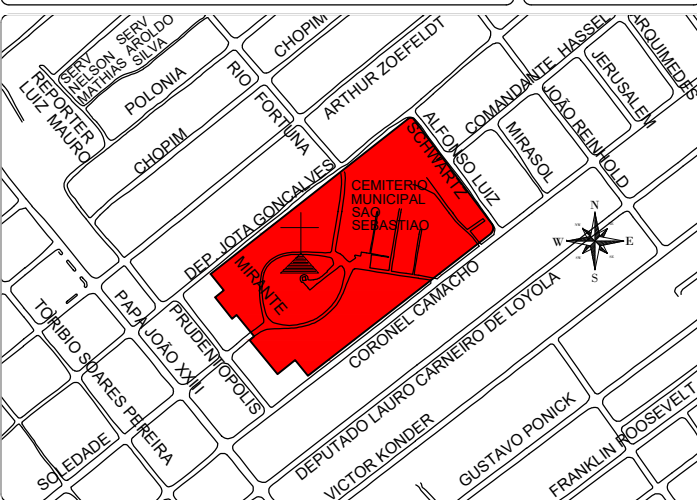 CHOPIM
SERV
NELSON SERV
MATHIAS AROLDO
SILVA
REPORTER
LUIZ MAURO
POLONIA
RIO FORTUNA
ARTHUR ZOEFELDT
COMANDANTE HASSEL
ARQUIMEDES
JERUSALEM
JOÃO REINHOLD
MIRASOL
ALFONSO LUIZ
SCHWARTZ
CHOPIM
DEP JOTA GONCALVES
CEMITERIO
MUNICIPAL
SAO
SEBASTIAO
MIRANTE
N
W
E
S
CORONEL CAMACHO
PAPA JOÃO XXIII
PRUDENTOPOLIS
TORIBIO SOARES PEREIRA
DEPUTADO LAURO CARNEIRO DE LOYOLA
SOLEDADE
VICTOR KONDER
GUSTAVO PONICK
FRANKLIN ROOSEVELT